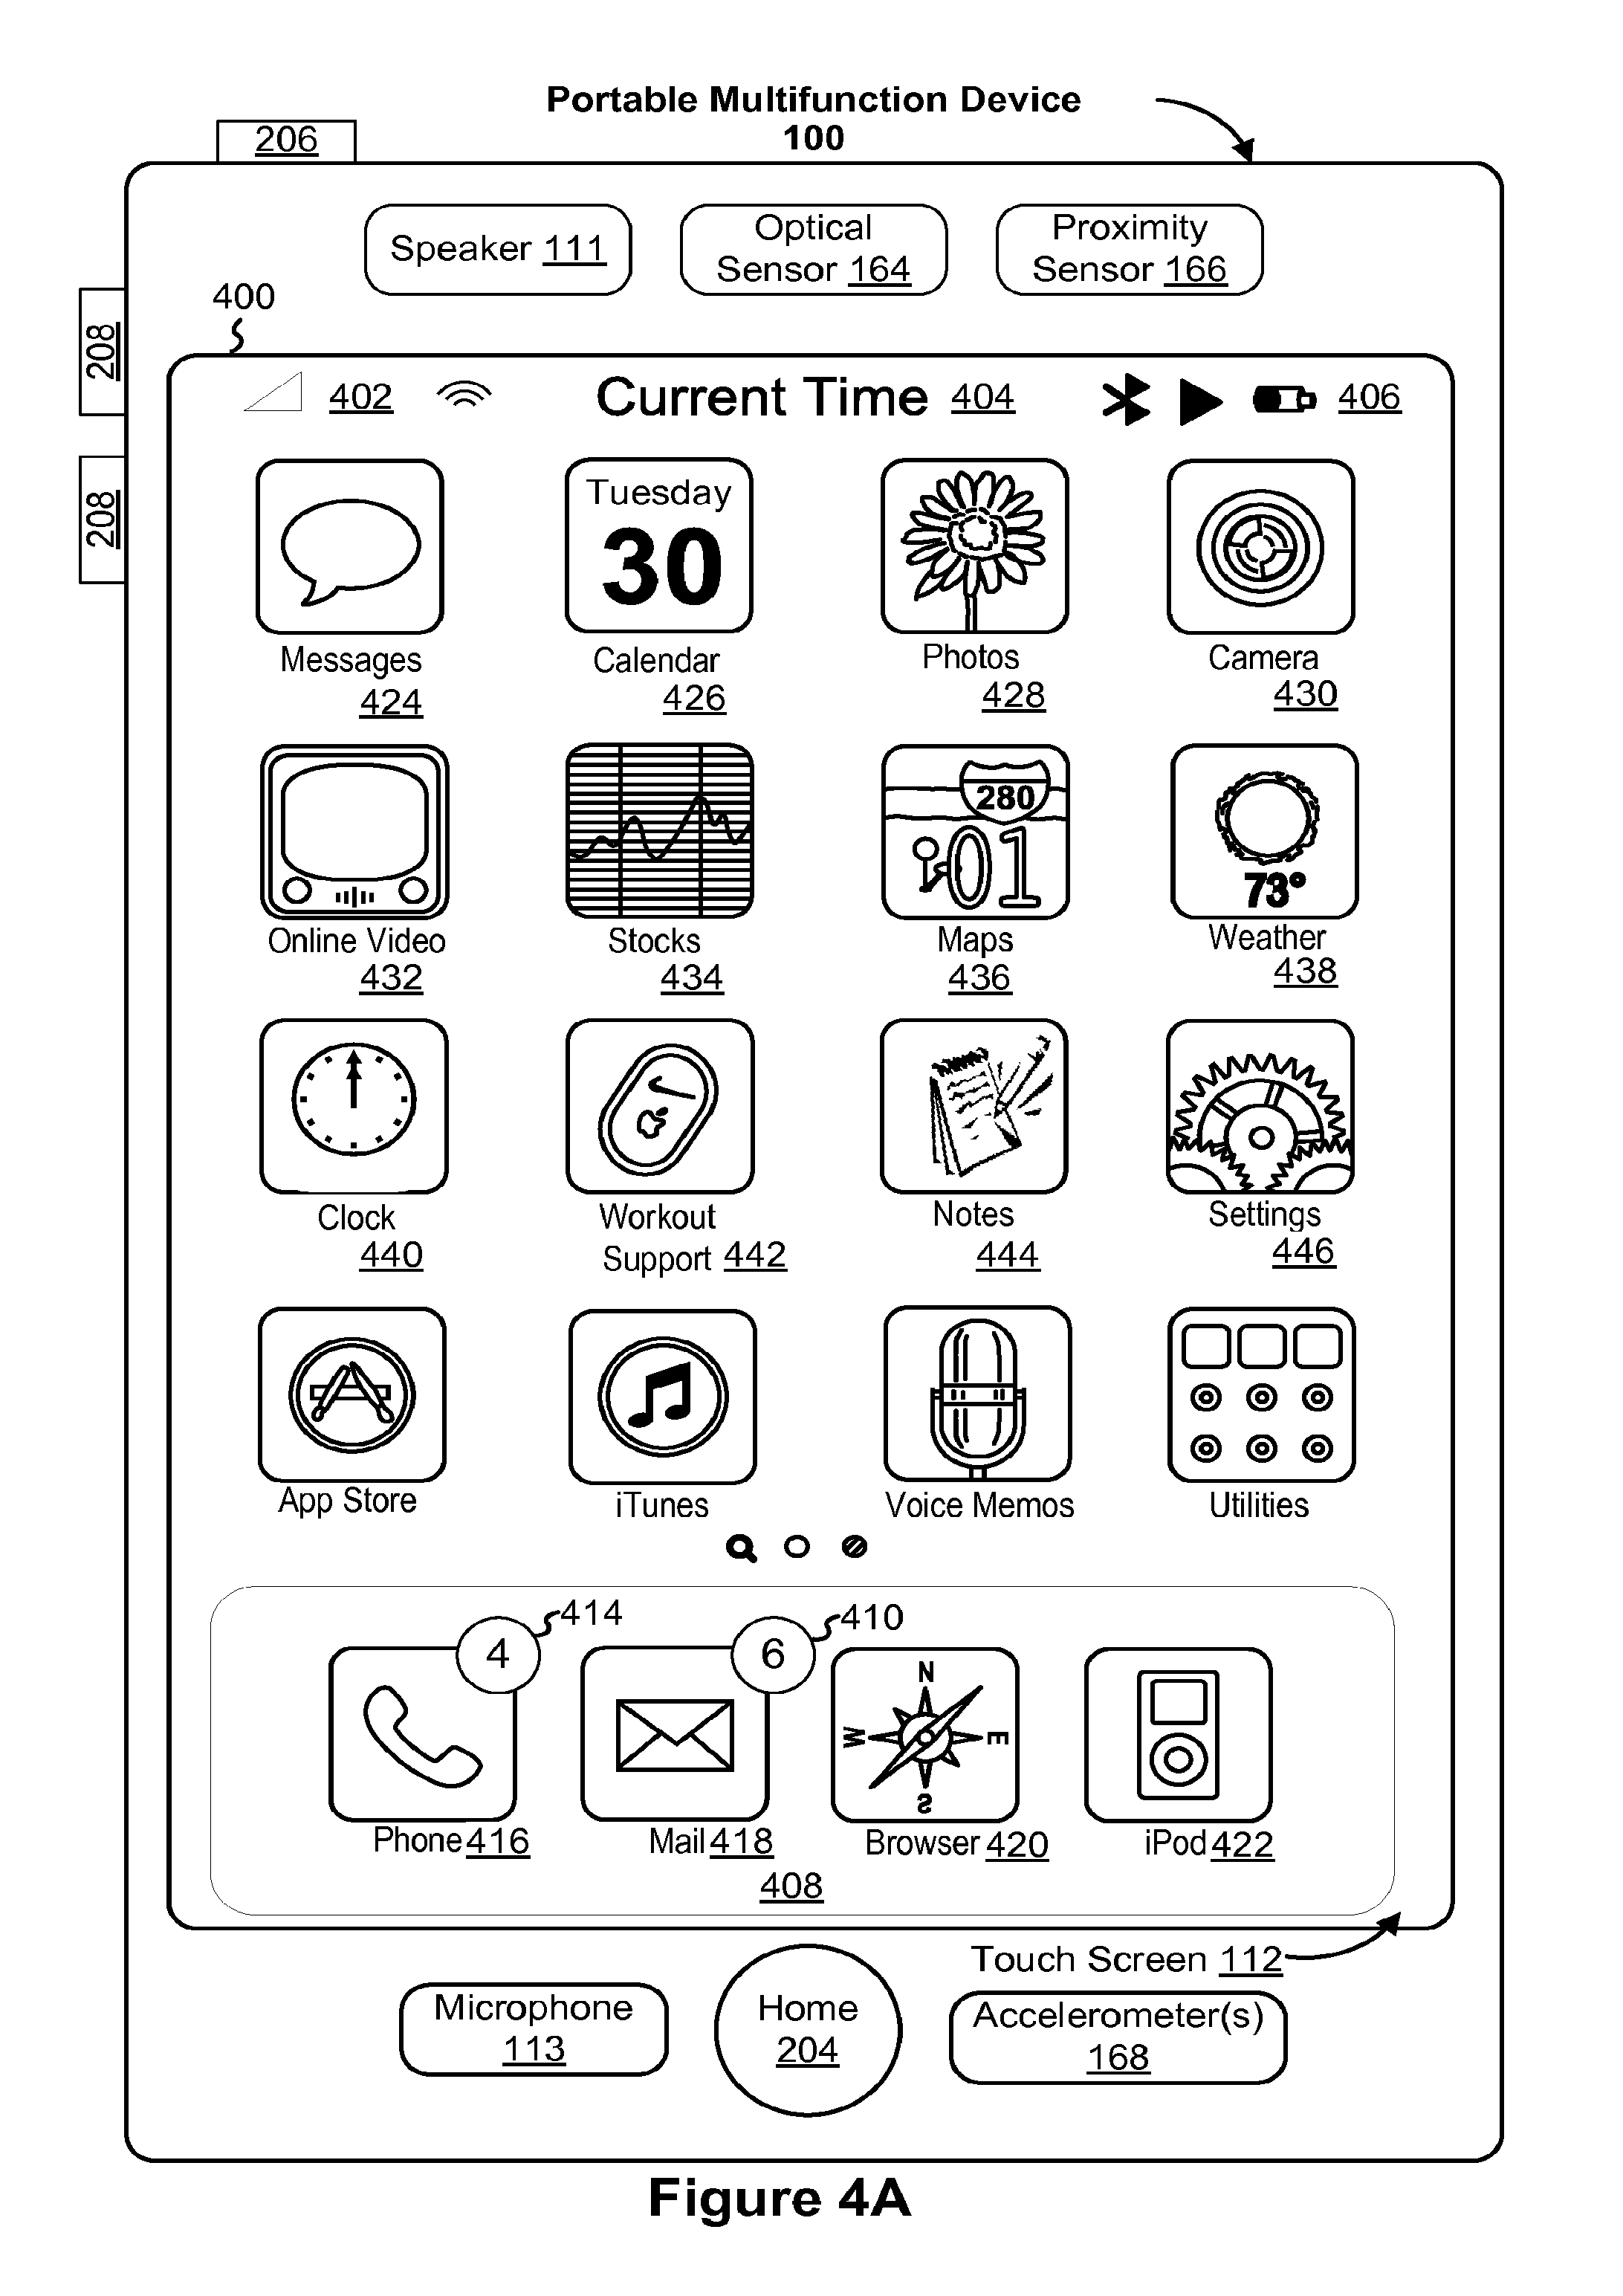 Portable Multifunction Device
100
206
Speaker 111
Optical
Sensor 164
Proximity
Sensor 166
400
208
208
402
Current Time 404
406
Tuesday
30
Messages
424
Calendar
426
Photos
428
Camera
430
280
01
73°
Online Video
432
Stocks
434
Maps
436
Weather
438
Clock
440
Workout
Support 442
Notes
444
Settings
446
App Store
iTunes
Voice Memos
Utilities
4
414
6
410
N
W
E
S
Phone 416
Mail 418
Browser 420
iPod 422
408
Touch Screen 112
Microphone
113
Home
204
Accelerometer(s)
168
Figure 4A